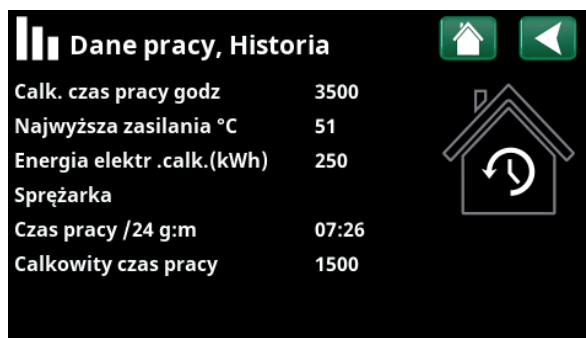 Dane pracy, Historia
Calk. czas pracy godz 3500
Najwyższa zasilania °C 51
Energia elektr .calk.(kWh) 250
Sprężarka
Czas pracy /24 g:m 07:26
Calkowity czas pracy 1500